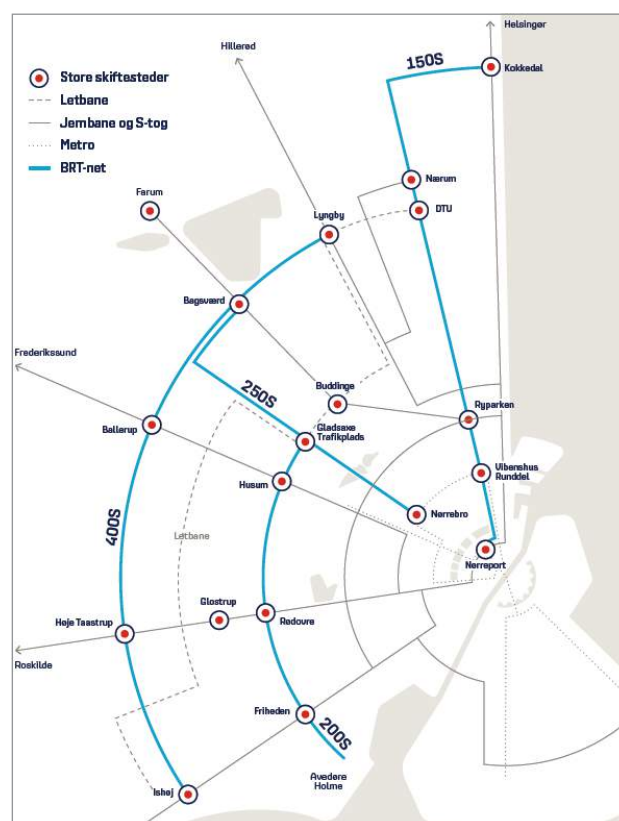 Helsingør
Hillerød
150S
Kokkedal
Store skiftesteder
Letbane
Jernbane og S-tog
Metro
BRT-net
Nærum
Farum
DTU
Lyngby
Bagsværd
Frederikssund
250S
Buddinge
Ryparken
Gladsaxe
Trafikplads
Ballerup
Vibenshus
Runddel
Husum
Nørrebro
400S
Letbane
Nørreport
Glostrup
Rødovre
Høje Taastrup
Roskilde
Friheden
200S
Avedøre
Holme
Ishøj